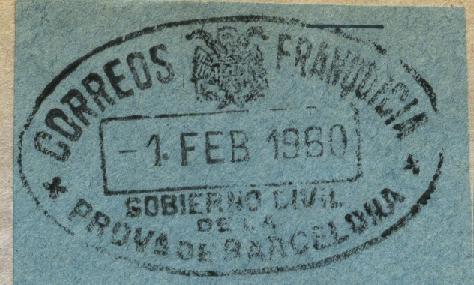 CORREOS FRANQUICIA
-1. FEB 1960
GOBIERNO CIVIL
DE LA
PROVA DE BARCELONA